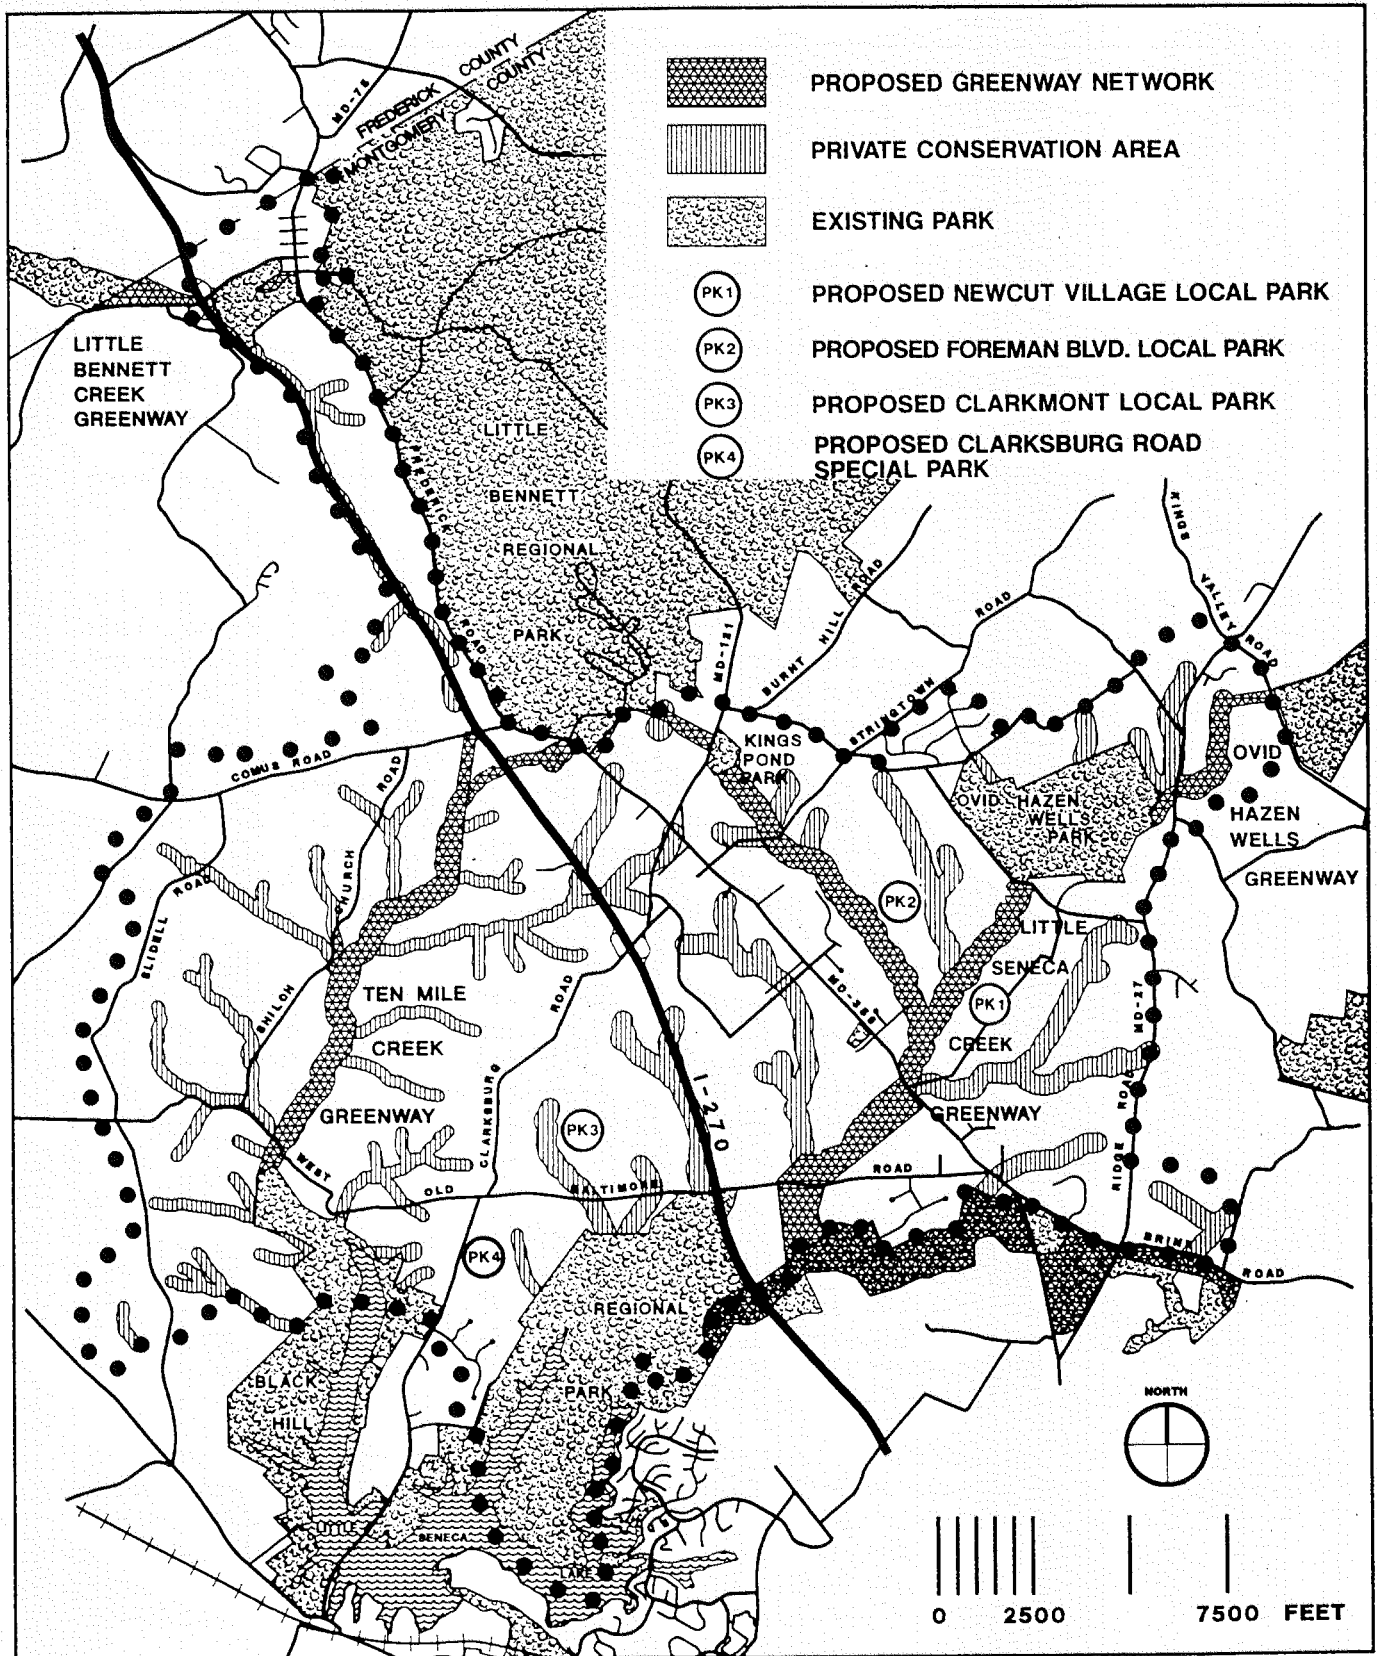 PROPOSED GREENWAY NETWORK
PRIVATE CONSERVATION AREA
EXISTING PARK
PK1 PROPOSED NEWCUT VILLAGE LOCAL PARK
PK2 PROPOSED FOREMAN BLVD. LOCAL PARK
PK3 PROPOSED CLARKMONT LOCAL PARK
PK4 PROPOSED CLARKSBURG ROAD
SPECIAL PARK
FREDERICK COUNTY
MONTGOMERY COUNTY
LITTLE
BENNETT
CREEK
GREENWAY
LITTLE
BENNETT
REGIONAL
PARK
FREDERICK ROAD
MD-121
BURNT HILL ROAD
STRINGTOWN ROAD
KINGS VALLEY ROAD
KINGS
POND
PARK
OVID HAZEN
WELLS
PARK
OVID
HAZEN
WELLS
GREENWAY
COMUS ROAD
SLIDELL ROAD
SHILOH CHURCH ROAD
TEN MILE
CREEK
GREENWAY
CLARKSBURG ROAD
PK2
LITTLE
SENECA
PK1
CREEK
GREENWAY
MD-27
RIDGE ROAD
I-270
PK3
WEST OLD BALTIMORE ROAD
BRINK ROAD
PK4
BLACK
HILL
REGIONAL
PARK
LITTLE SENECA LAKE
NORTH
0 2500 7500 FEET